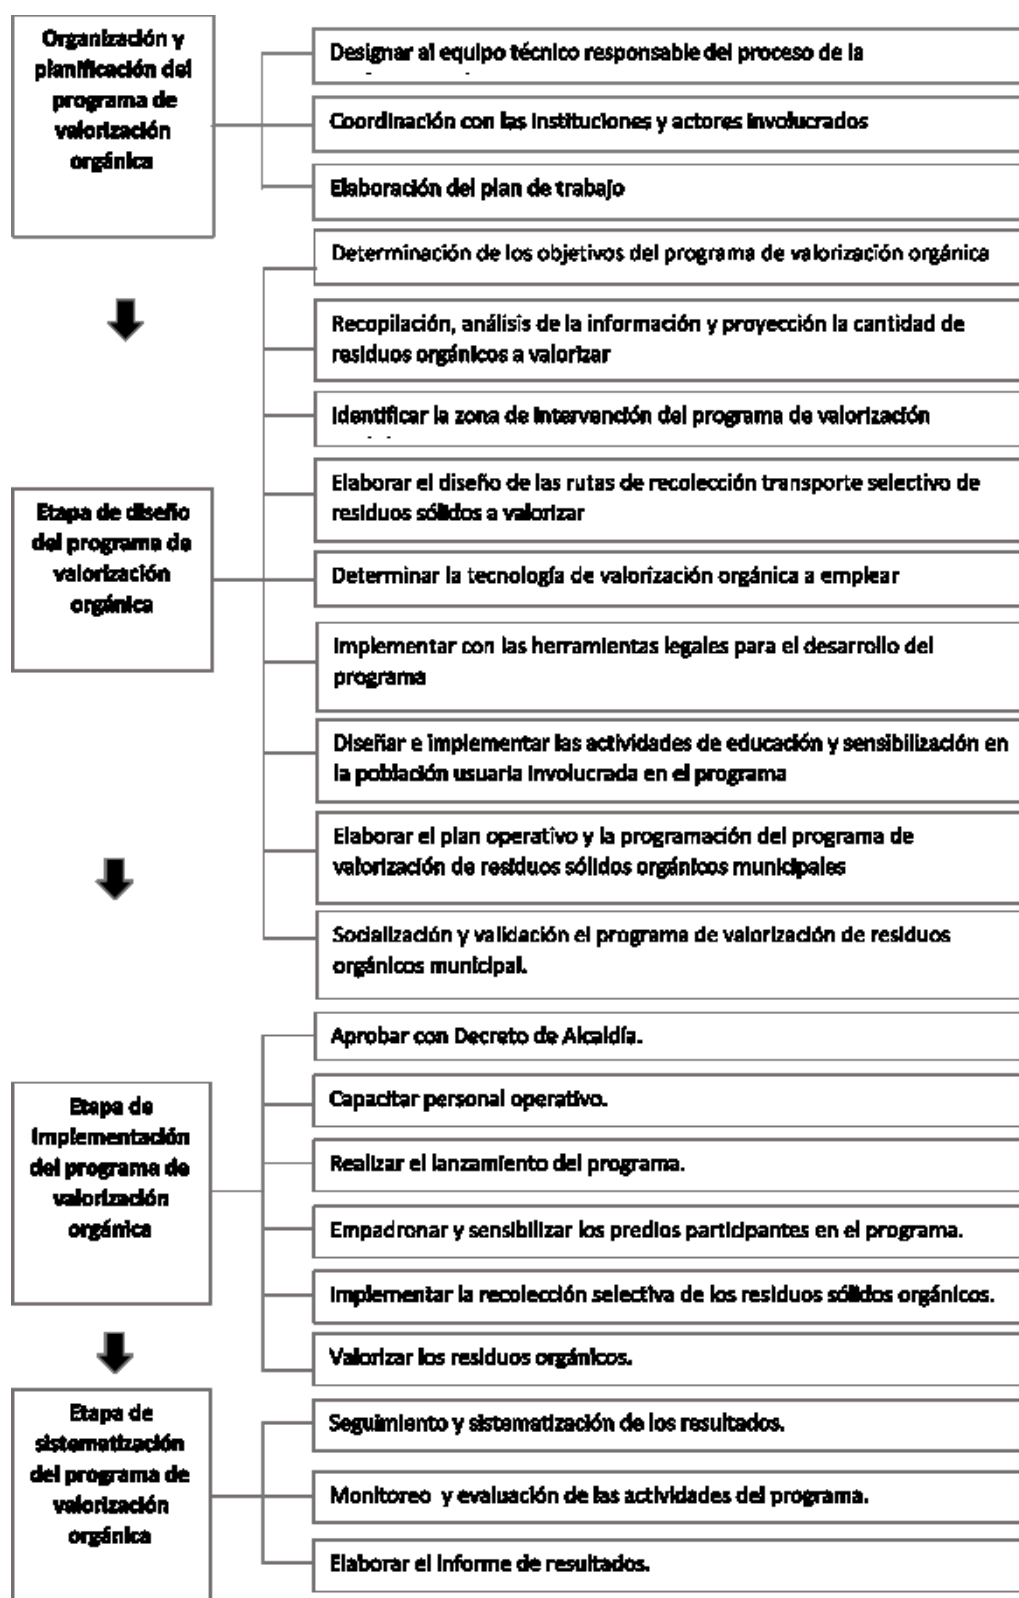 Organización y
planificación del
programa de
valorización
orgánica
Designar al equipo técnico responsable del proceso de la
Coordinación con las instituciones y actores involucrados
Elaboración del plan de trabajo
Etapa de diseño
del programa de
valorización
orgánica
Determinación de los objetivos del programa de valorización orgánica
Recopilación, análisis de la información y proyección la cantidad de
residuos orgánicos a valorizar
Identificar la zona de intervención del programa de valorización
Elaborar el diseño de las rutas de recolección transporte selectivo de
residuos sólidos a valorizar
Determinar la tecnología de valorización orgánica a emplear
Implementar con las herramientas legales para el desarrollo del
programa
Diseñar e implementar las actividades de educación y sensibilización en
la población usuaria involucrada en el programa
Elaborar el plan operativo y la programación del programa de
valorización de residuos sólidos orgánicos municipales
Socialización y validación el programa de valorización de residuos
orgánicos municipal.
Etapa de
implementación
del programa de
valorización
orgánica
Aprobar con Decreto de Alcaldía.
Capacitar personal operativo.
Realizar el lanzamiento del programa.
Empadronar y sensibilizar los predios participantes en el programa.
Implementar la recolección selectiva de los residuos sólidos orgánicos.
Valorizar los residuos orgánicos.
Etapa de
sistematización
del programa de
valorización
orgánica
Seguimiento y sistematización de los resultados.
Monitoreo y evaluación de las actividades del programa.
Elaborar el informe de resultados.